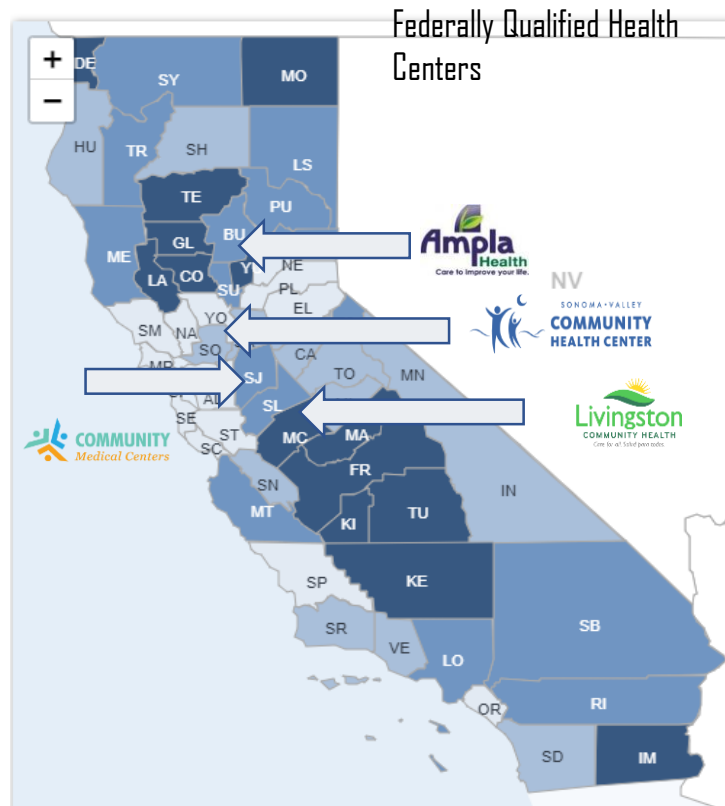 Federally Qualified Health
Centers
+
−
DE
SY
MO
HU
TR
SH
LS
TE
PU
BU
GL
ME
LA
CO
SU
NE
PL
YO
EL
SM
NA
SO
CA
TO
MN
SJ
SL
AL
SE
ST
SC
MC
MA
FR
SN
MT
KI
TU
IN
SP
KE
SR
VE
LO
SB
OR
RI
SD
IM
NV
Ampla
Health
Care to improve your life.
SONOMA·VALLEY
COMMUNITY
HEALTH CENTER
Livingston
COMMUNITY HEALTH
COMMUNITY
Medical Centers